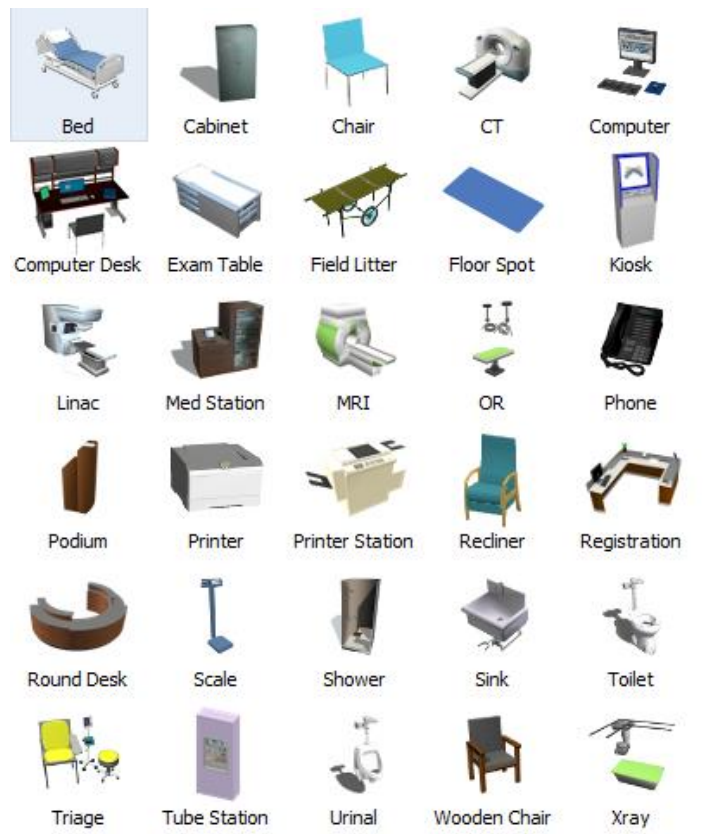 Bed
Cabinet
Chair
CT
Computer
Computer Desk
Exam Table
Field Litter
Floor Spot
Kiosk
Linac
Med Station
MRI
OR
Phone
Podium
Printer
Printer Station
Recliner
Registration
Round Desk
Scale
Shower
Sink
Toilet
Triage
Tube Station
Urinal
Wooden Chair
Xray